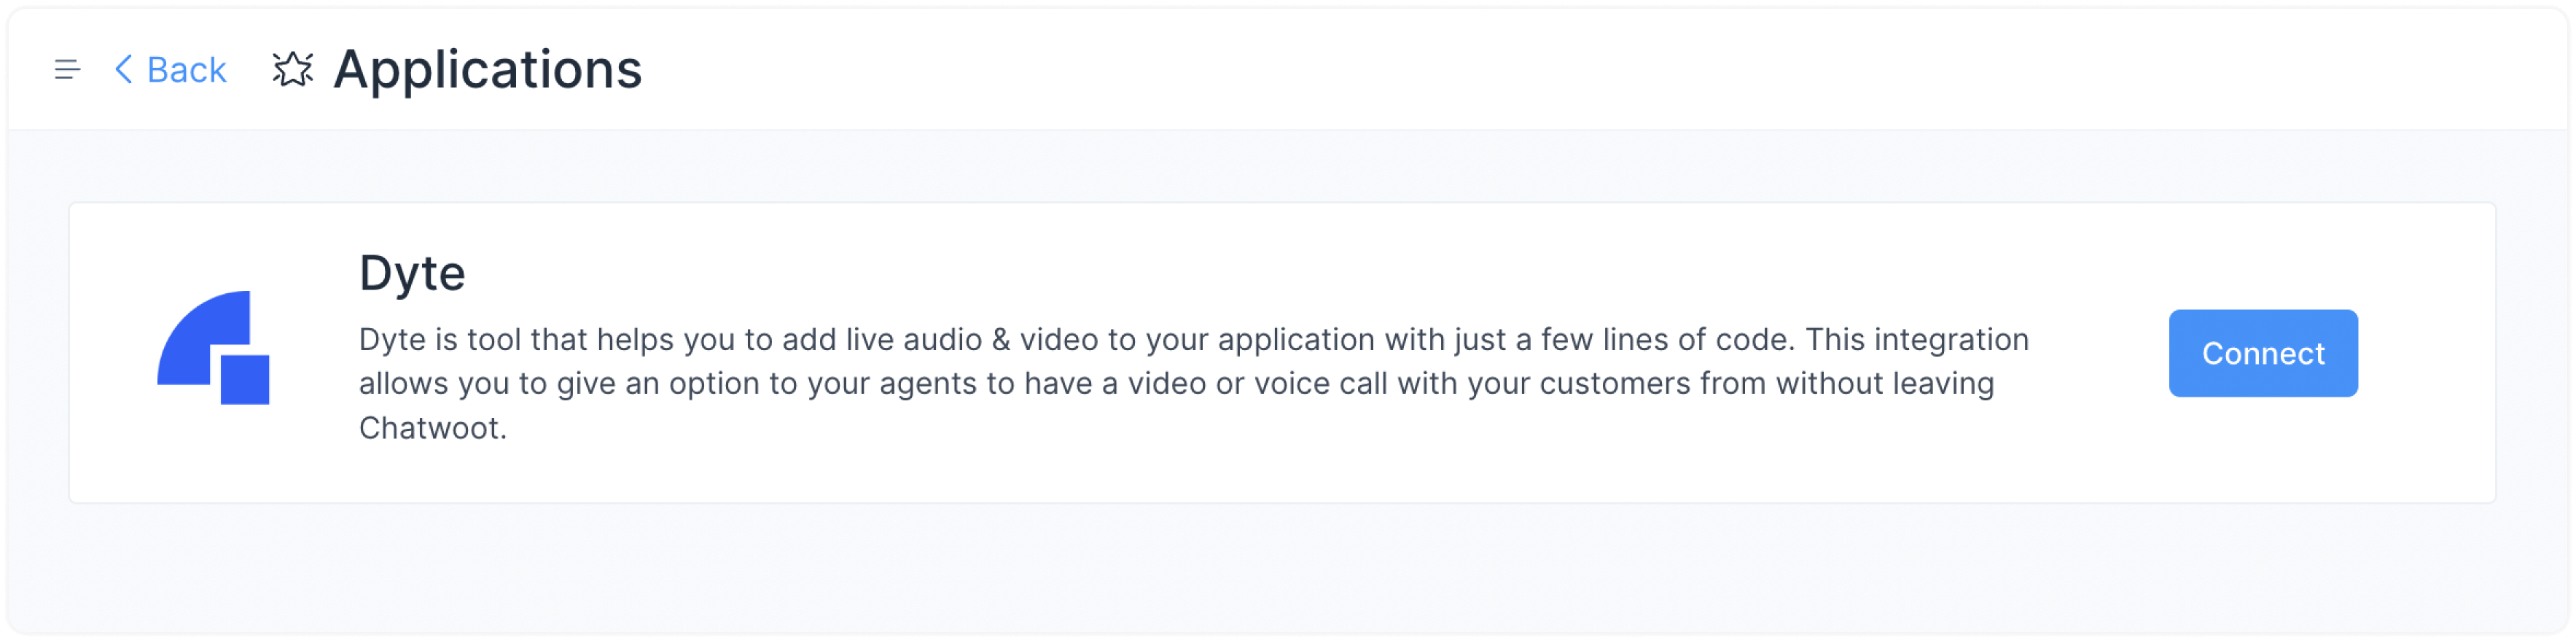 Back
Applications
Dyte
Dyte is tool that helps you to add live audio & video to your application with just a few lines of code. This integration
allows you to give an option to your agents to have a video or voice call with your customers from without leaving
Chatwoot.
Connect